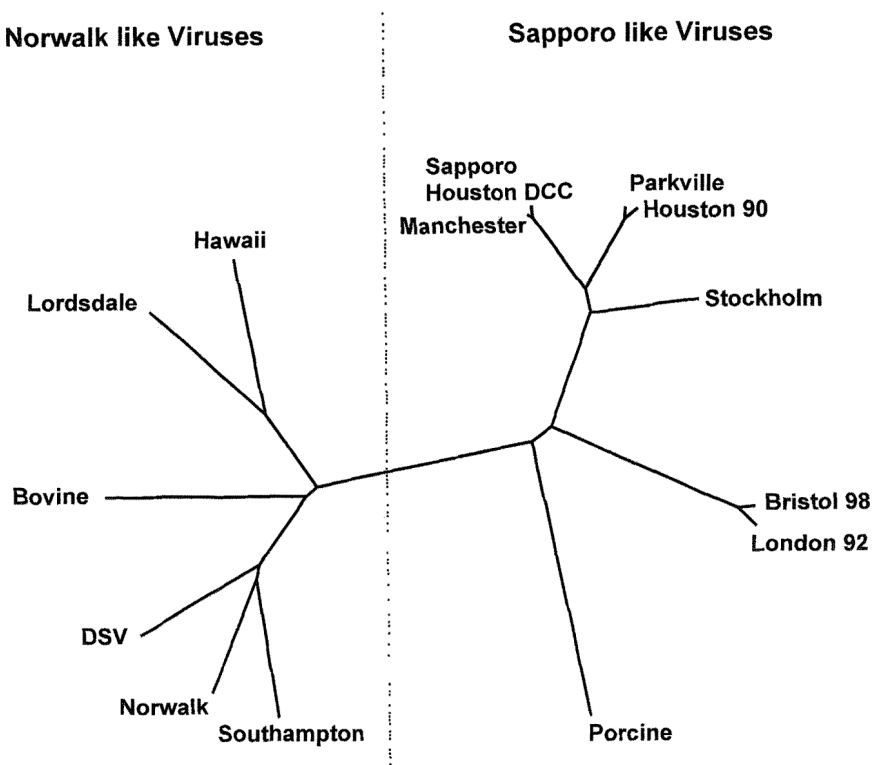 Norwalk like Viruses
Sapporo like Viruses
Sapporo
Houston DCC
Manchester
Parkville
Houston 90
Hawaii
Lordsdale
Stockholm
Bovine
Bristol 98
London 92
DSV
Norwalk
Southampton
Porcine